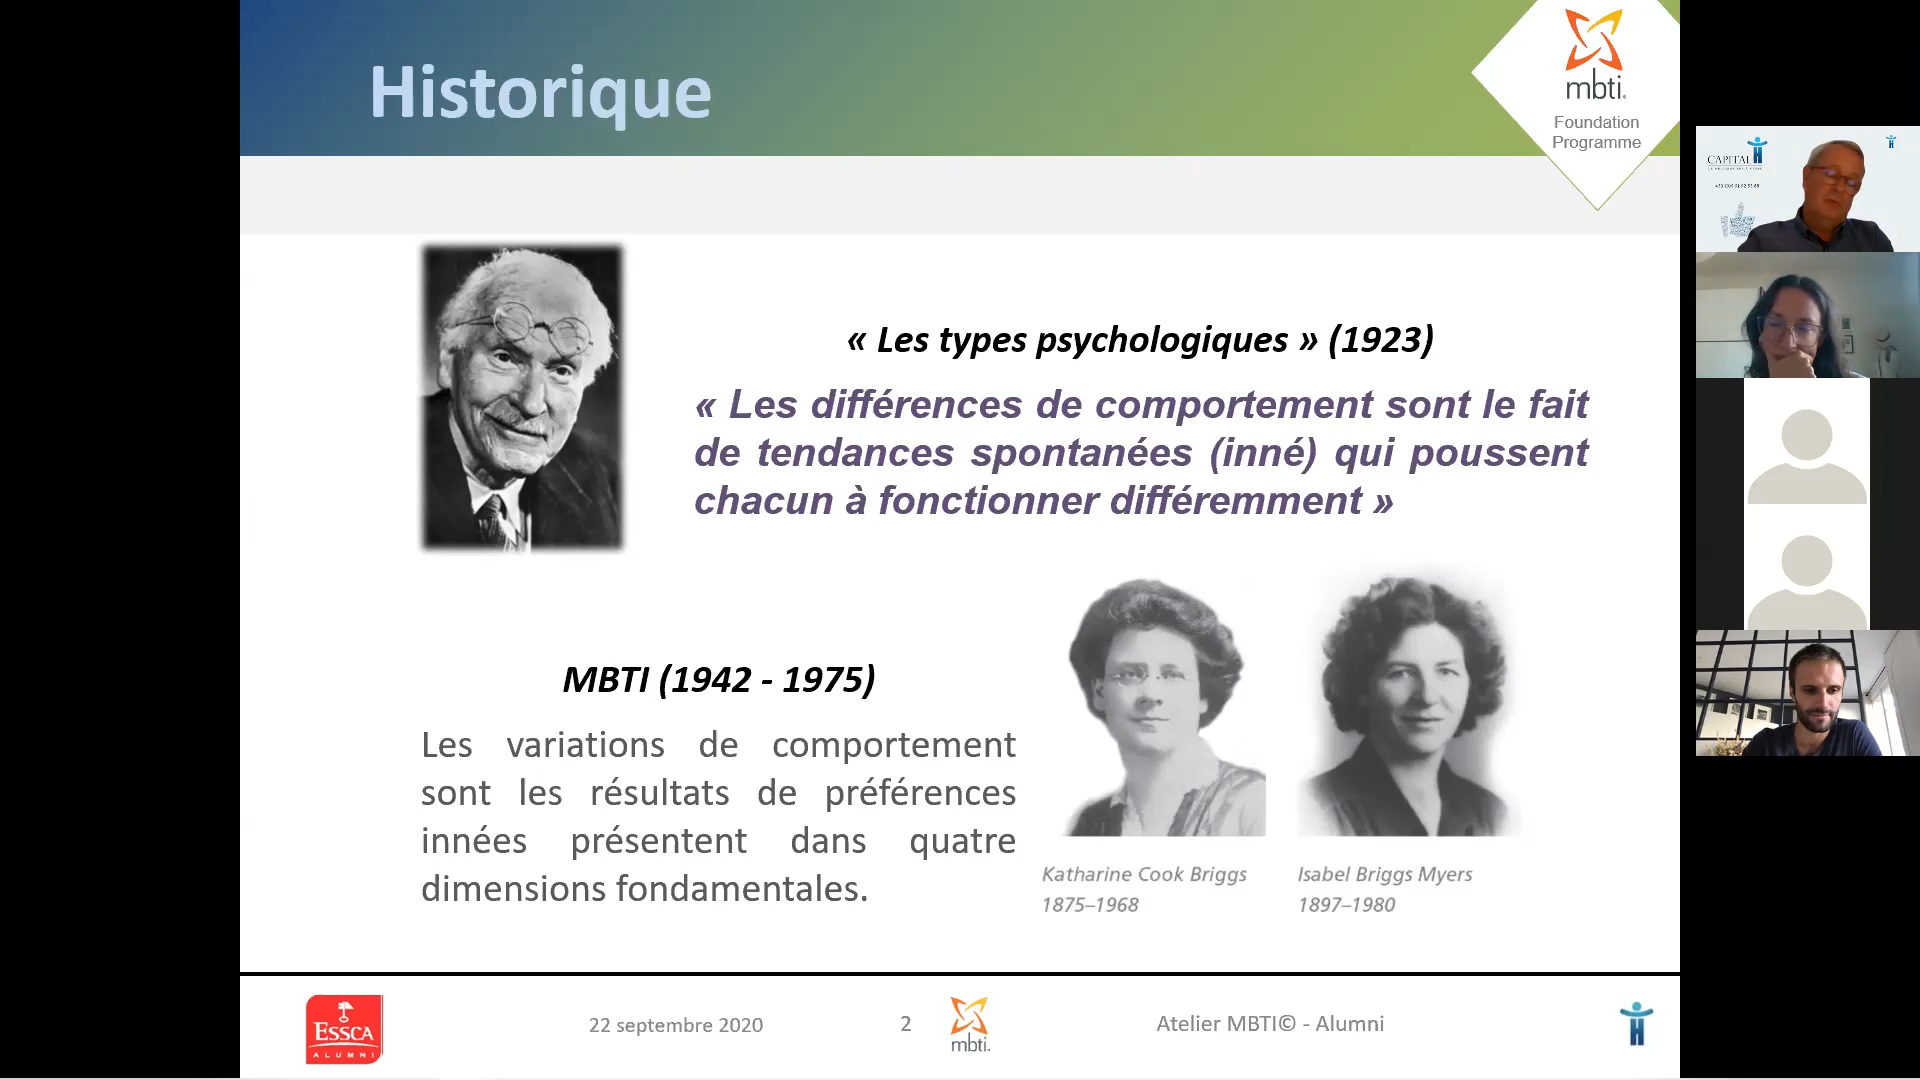 Historique
mbti.
Foundation
Programme
« Les types psychologiques » (1923)
« Les différences de comportement sont le fait
de tendances spontanées (inné) qui poussent
chacun à fonctionner différemment »
MBTI (1942 - 1975)
Les variations de comportement
sont les résultats de préférences
innées présentent dans quatre
dimensions fondamentales.
Katharine Cook Briggs
1875–1968
Isabel Briggs Myers
1897–1980
ESSCA
ALUMNI
22 septembre 2020
2
mbti.
Atelier MBTI© - Alumni
CAPITAL H